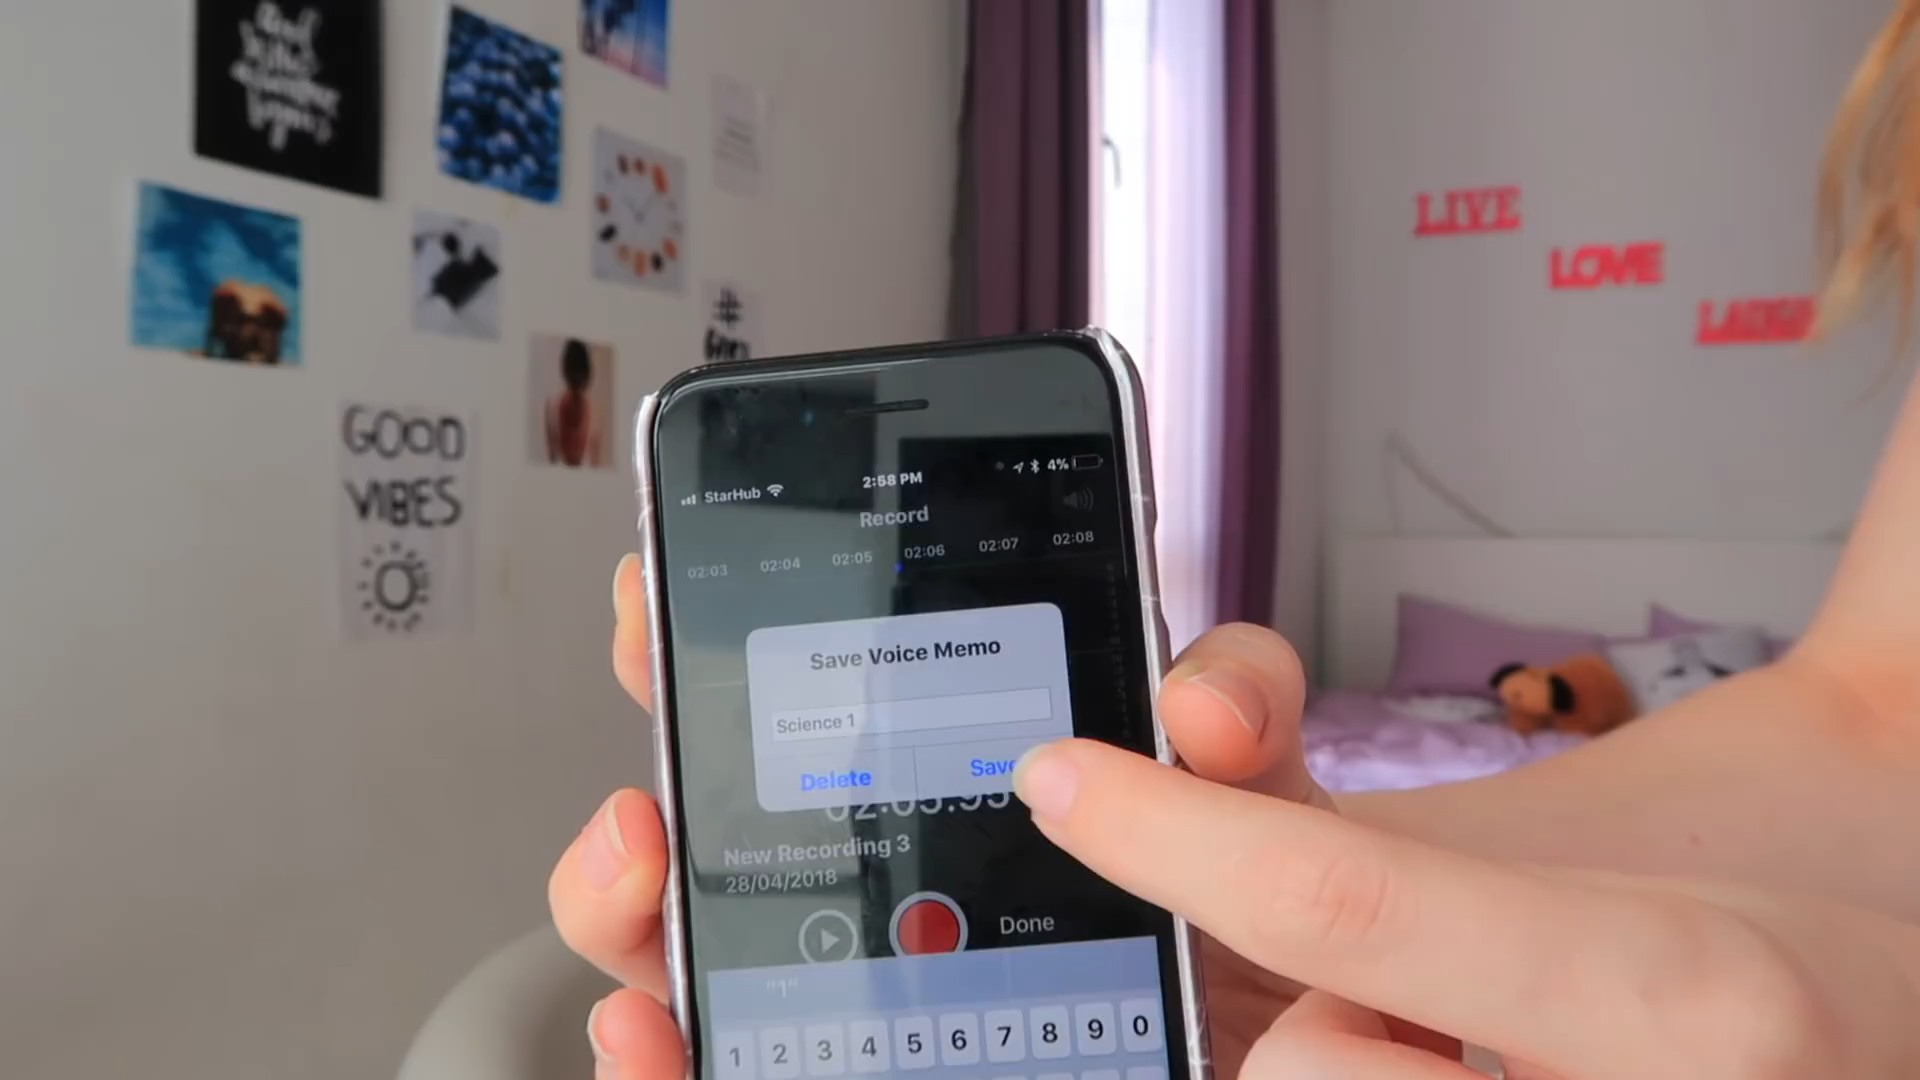 GOOD
VIBES
#
LIVE
LOVE
LAUGH
StarHub
2:58 PM
4%
Record
02:03 02:04 02:05 02:06 02:07 02:08
Save Voice Memo
Science 1
Delete Save
New Recording 3
28/04/2018
Done
"1"
1 2 3 4 5 6 7 8 9 0